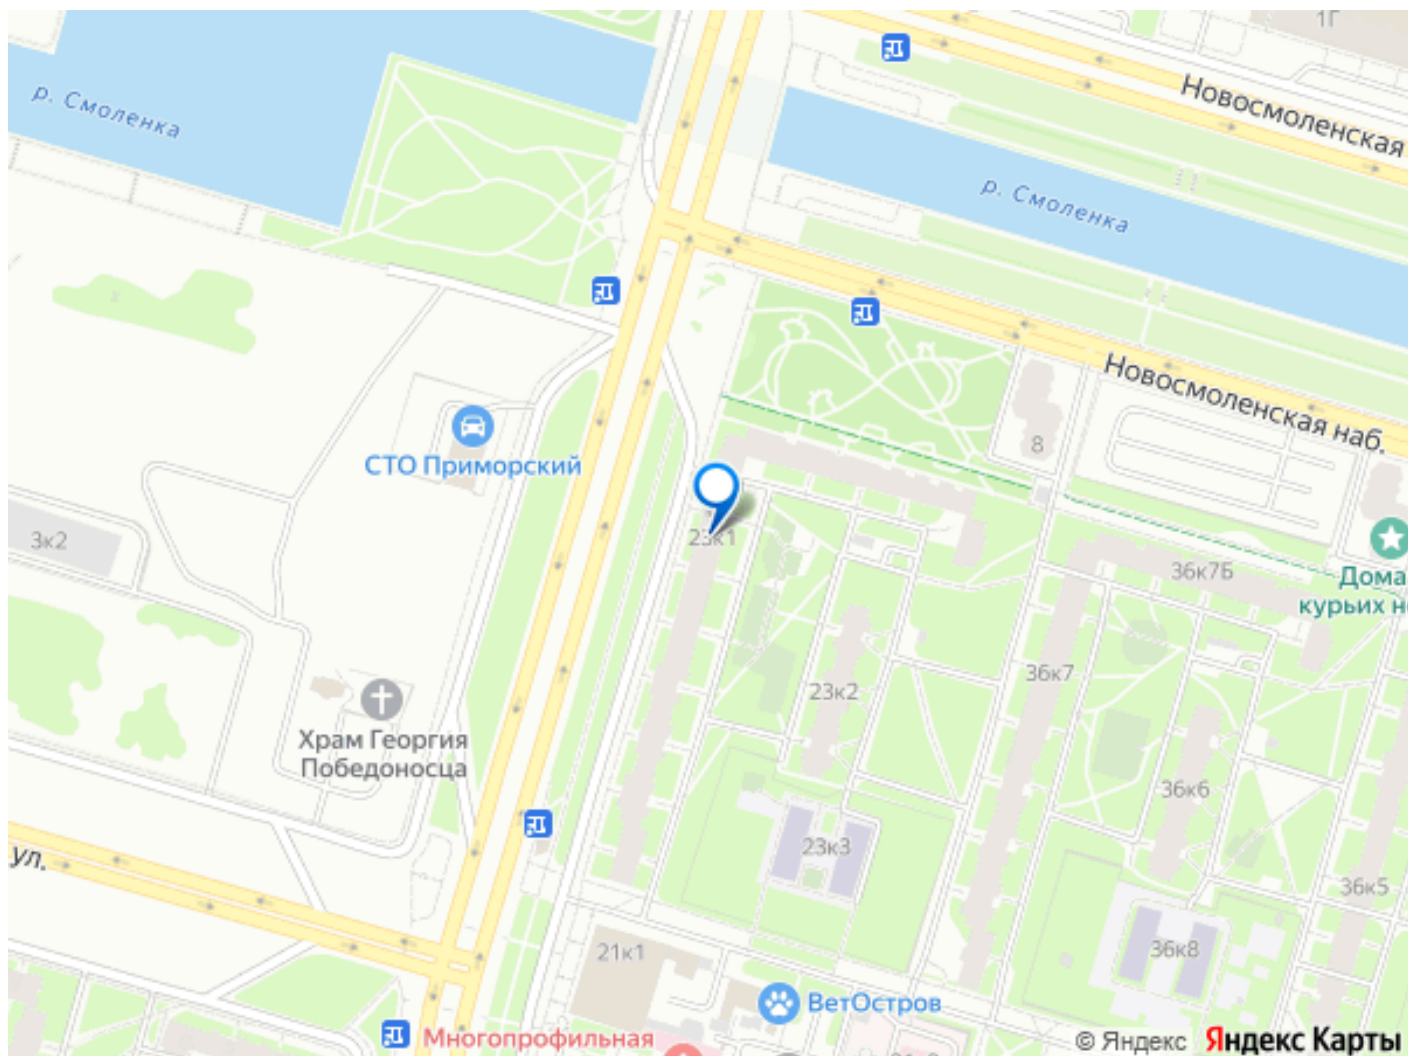 1Г
Новосмоленская
р. Смоленка
р. Смоленка
Новосмоленская наб.
СТО Приморский
8
3к2
23к1
36к7Б
Дома
курьих н
36к7
23к2
Храм Георгия
Победоносца
36к6
23к3
ул.
36к5
21к1
36к8
ВетОстров
Многопрофильная
© Яндекс Яндекс Карты